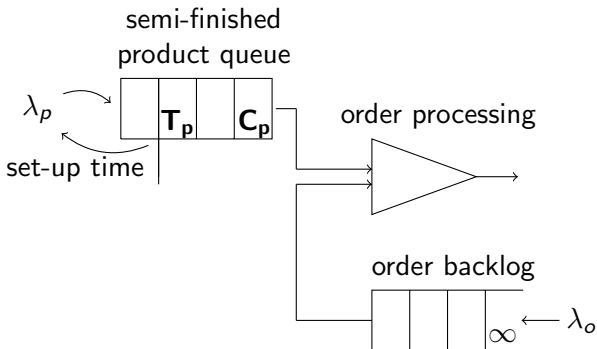 semi-finished
product queue
λp
Tp
Cp
order processing
set-up time
order backlog
∞
λo